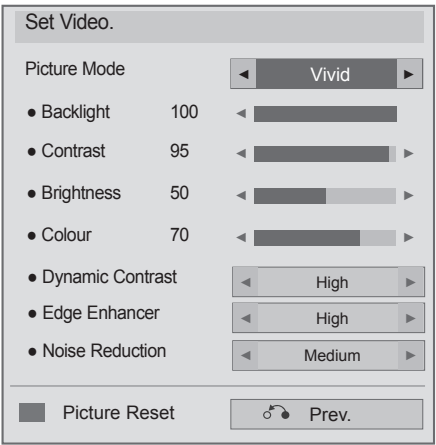 Set Video.
Picture Mode ◄ Vivid ►
● Backlight 100 ◄
● Contrast 95 ◄ ►
● Brightness 50 ◄ ►
● Colour 70 ◄ ►
● Dynamic Contrast ◄ High ►
● Edge Enhancer ◄ High ►
● Noise Reduction ◄ Medium ►
Picture Reset Prev.